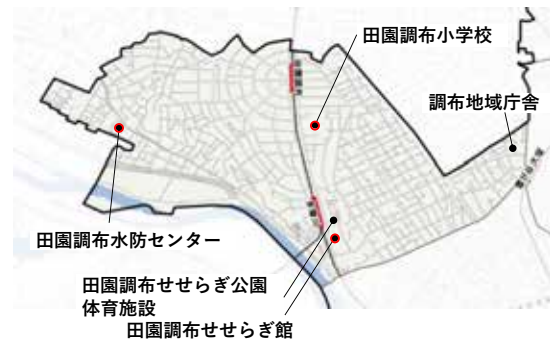 田園調布小学校
調布地域庁舎
田園調布水防センター
田園調布せせらぎ公園
体育施設
田園調布せせらぎ館